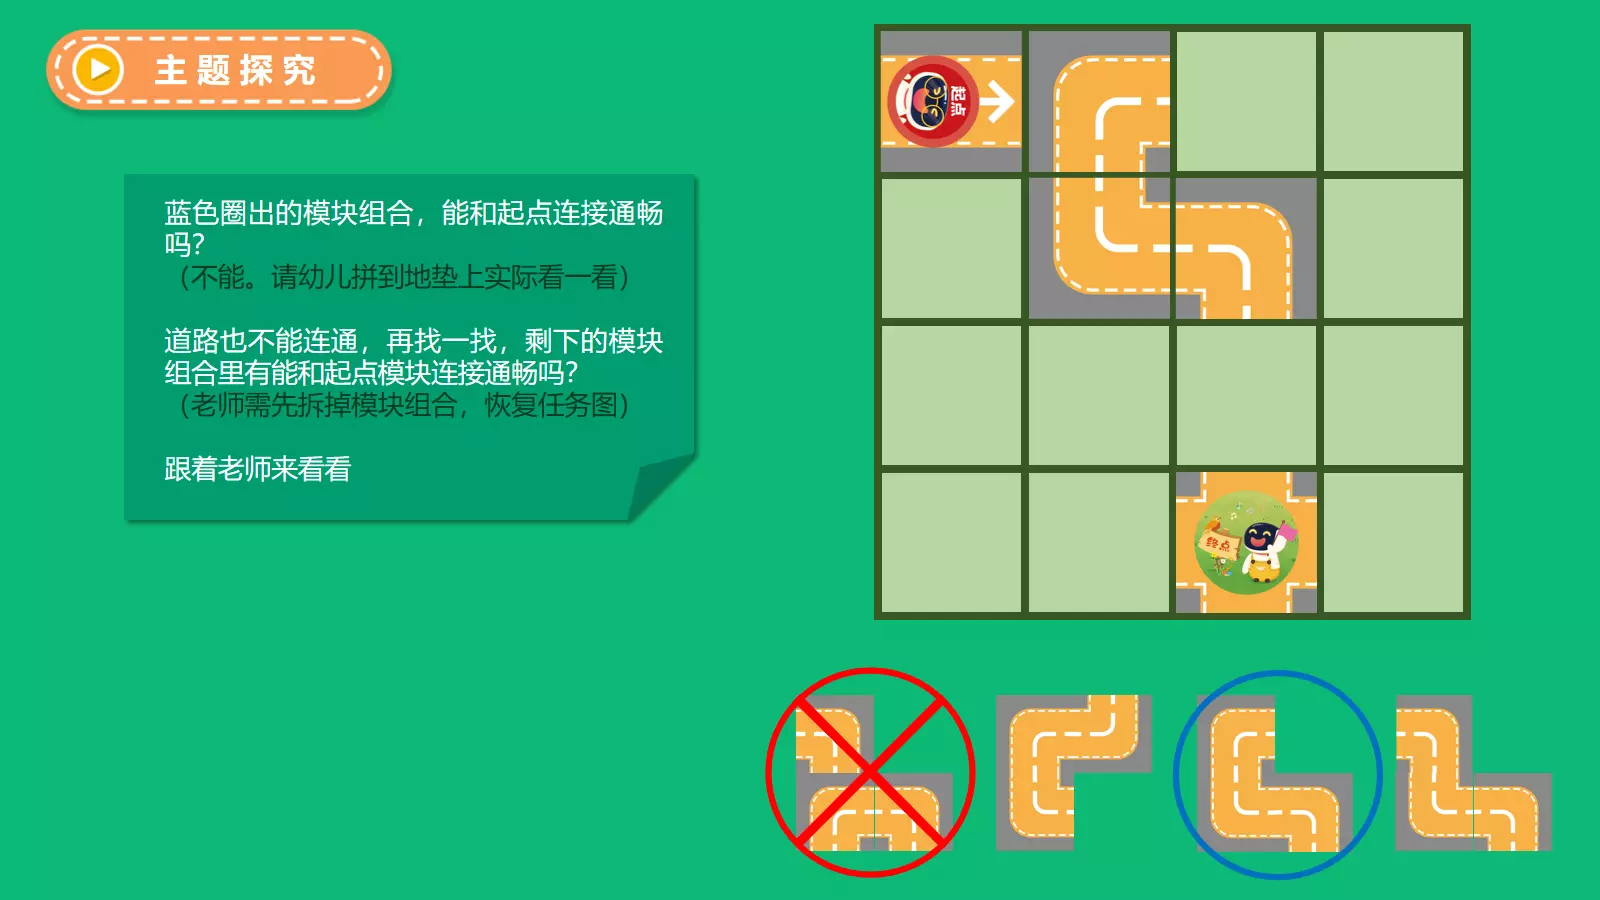 主题探究
蓝色圈出的模块组合，能和起点连接通畅
吗？
（不能。请幼儿拼到地垫上实际看一看）
道路也不能连通，再找一找，剩下的模块
组合里有能和起点模块连接通畅吗？
（老师需先拆掉模块组合，恢复任务图）
跟着老师来看看
起点
终点